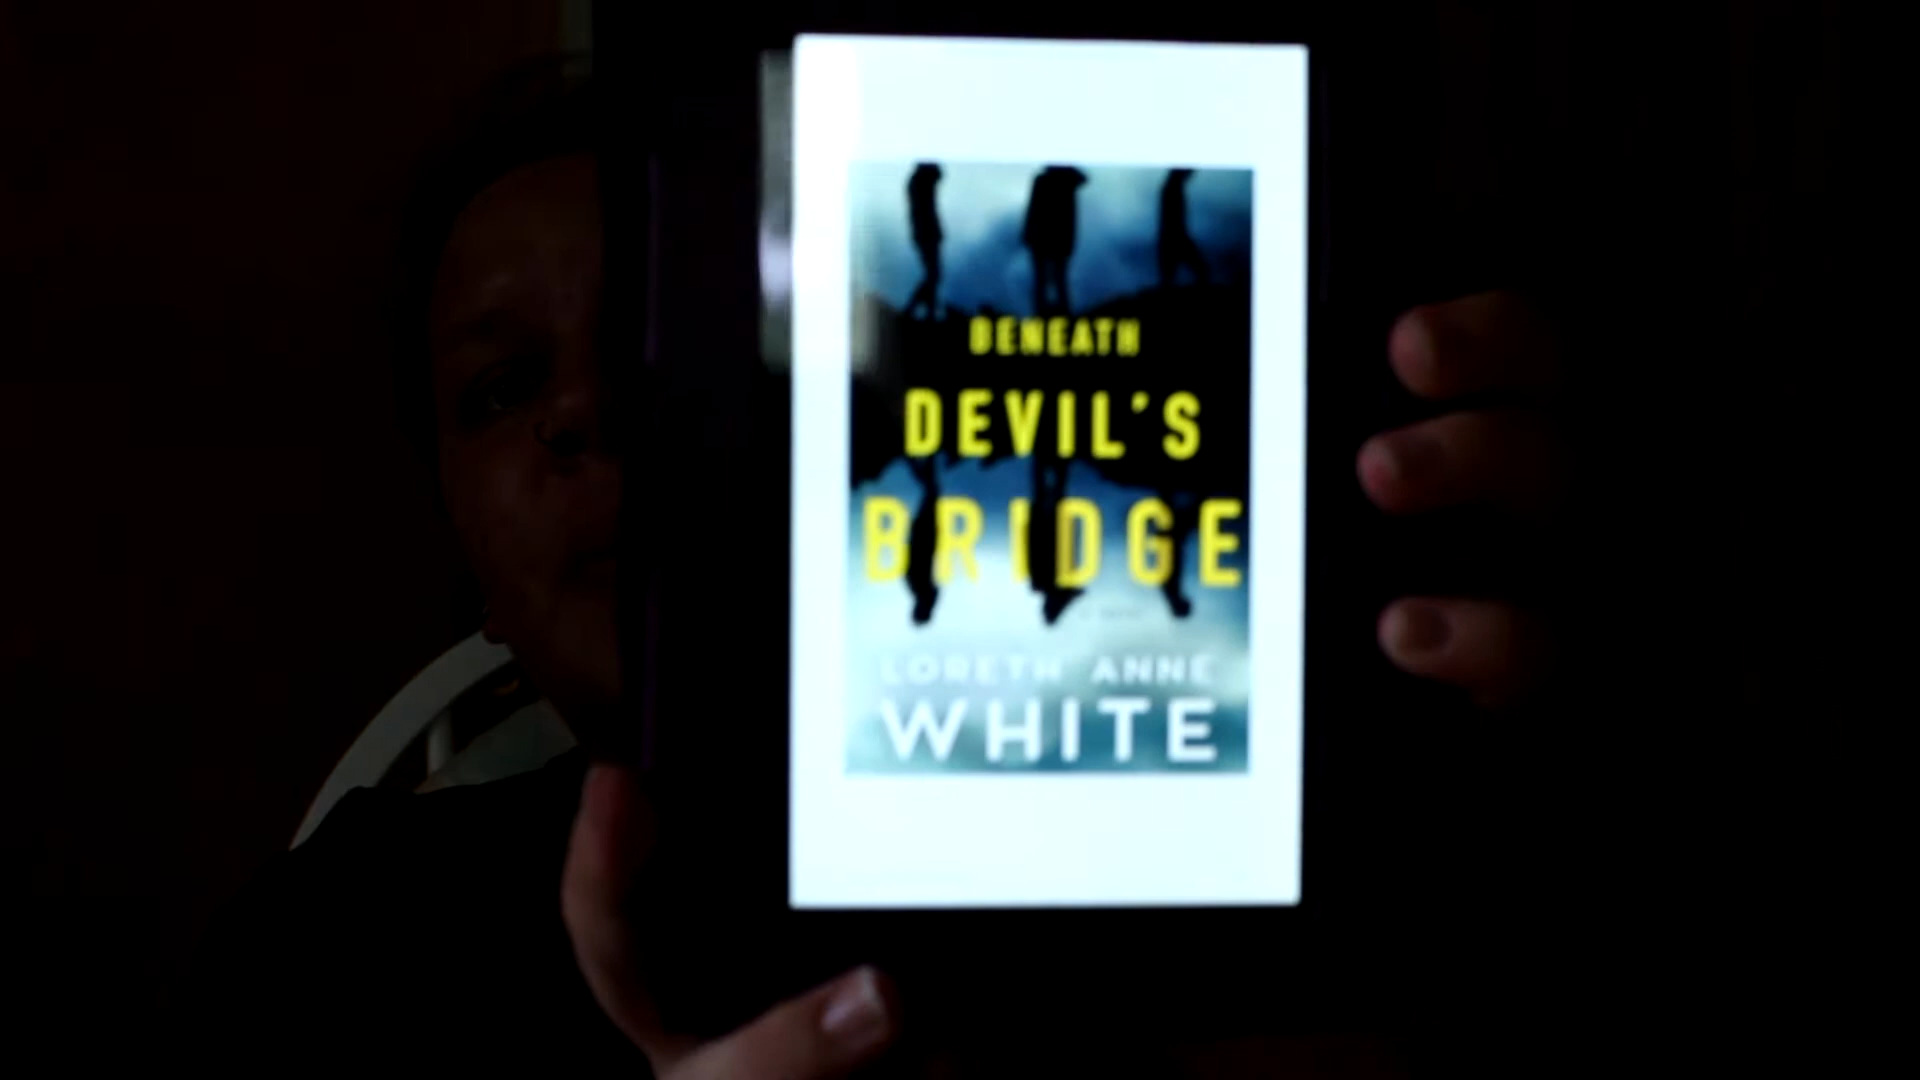 BENEATH
DEVIL'S
BRIDGE
LORETH ANNE
WHITE